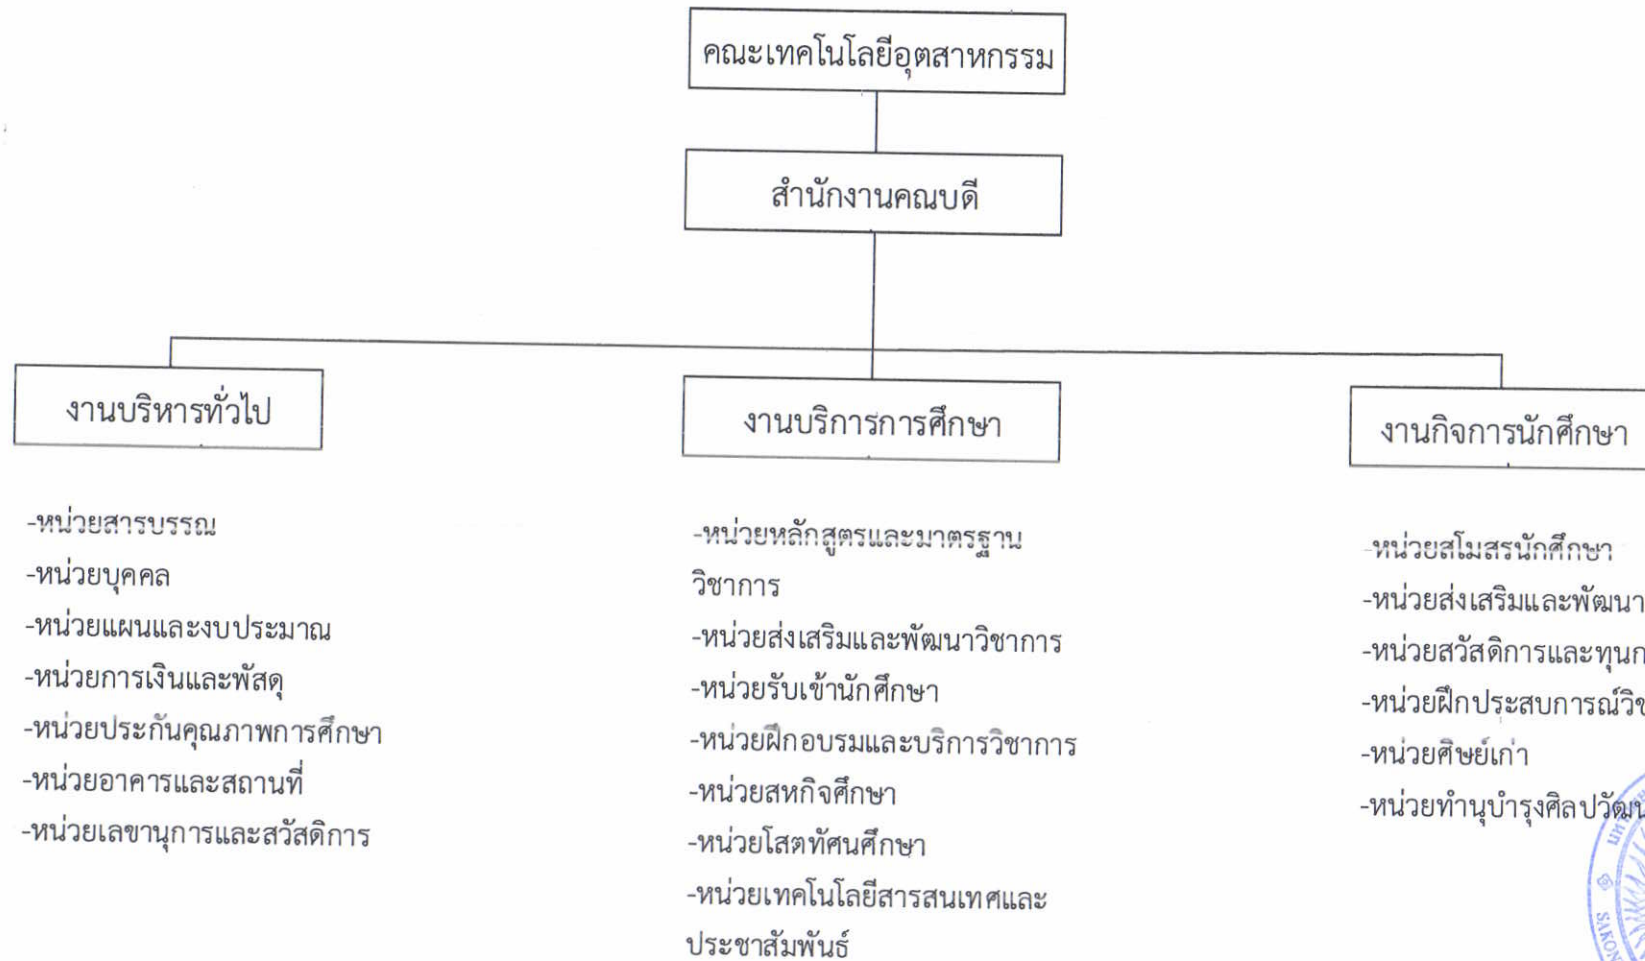 คณะเทคโนโลยีอุตสาหกรรม
สำนักงานคณบดี
งานบริหารทั่วไป
งานบริการการศึกษา
งานกิจการนักศึกษา
-หน่วยสารบรรณ
-หน่วยบุคคล
-หน่วยแผนและงบประมาณ
-หน่วยการเงินและพัสดุ
-หน่วยประกันคุณภาพการศึกษา
-หน่วยอาคารและสถานที่
-หน่วยเลขานุการและสวัสดิการ
-หน่วยหลักสูตรและมาตรฐาน
วิชาการ
-หน่วยส่งเสริมและพัฒนาวิชาการ
-หน่วยรับเข้านักศึกษา
-หน่วยฝึกอบรมและบริการวิชาการ
-หน่วยสหกิจศึกษา
-หน่วยโสตทัศนศึกษา
-หน่วยเทคโนโลยีสารสนเทศและ
ประชาสัมพันธ์
-หน่วยสโมสรนักศึกษา
-หน่วยส่งเสริมและพัฒนา
-หน่วยสวัสดิการและทุนก
-หน่วยฝึกประสบการณ์วิช
-หน่วยศิษย์เก่า
-หน่วยทำนุบำรุงศิลปวัฒน